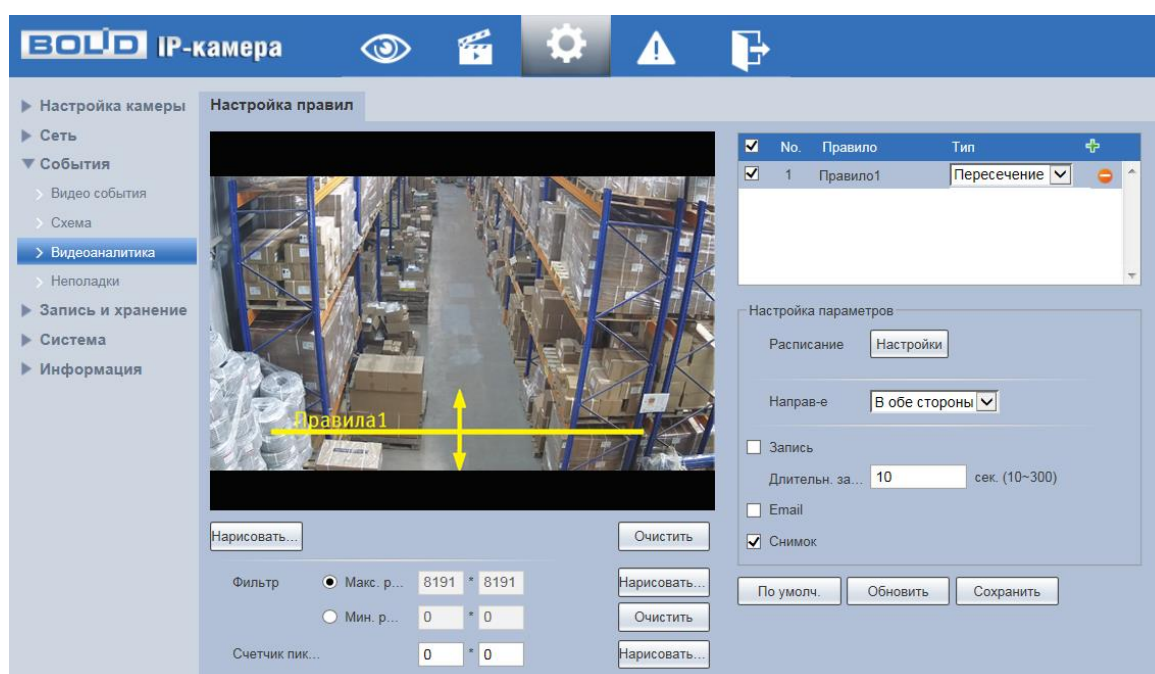 BOLID IP-камера
Настройка камеры
Сеть
События
Видео события
Схема
Видеоаналитика
Неполадки
Запись и хранение
Система
Информация
Настройка правил
Правила1
Нарисовать...
Очистить
Фильтр Макс. р... 8191 * 8191 Нарисовать...
Мин. р... 0 * 0 Очистить
Счетчик пик... 0 * 0 Нарисовать...
No. Правило Тип
1 Правило1 Пересечение
Настройка параметров
Расписание Настройки
Направ-е В обе стороны
Запись
Длительн. за... 10 сек. (10~300)
Email
Снимок
По умолч. Обновить Сохранить